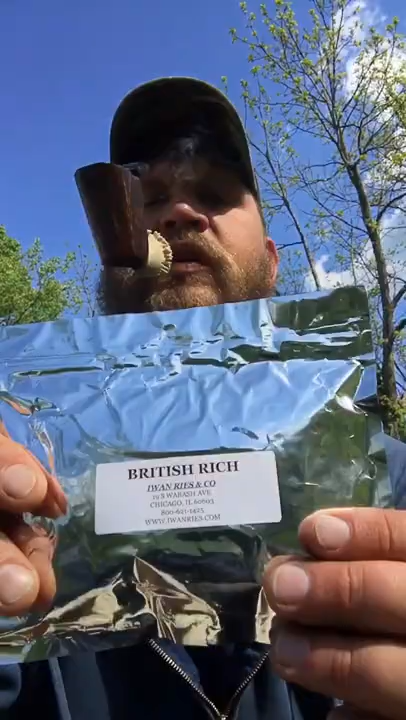 BRITISH RICH
IWAN RIES & CO
19 S WABASH AVE
CHICAGO, IL 60603
800-621-1457
WWW.IWANRIES.COM